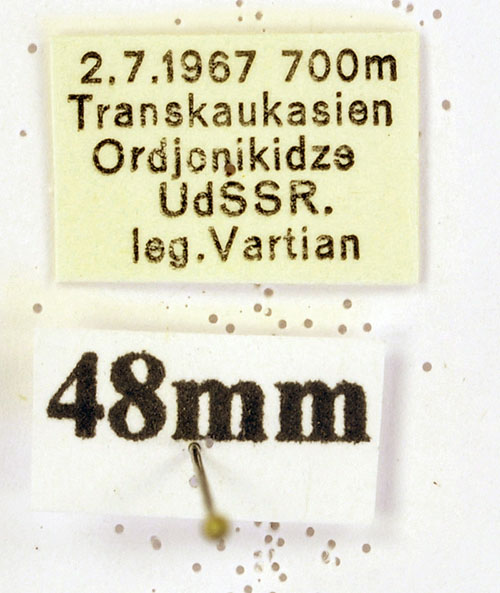 2.7.1967 700m
Transkaukasien
Ordjonikidze
UdSSR.
leg.Vartian
48mm